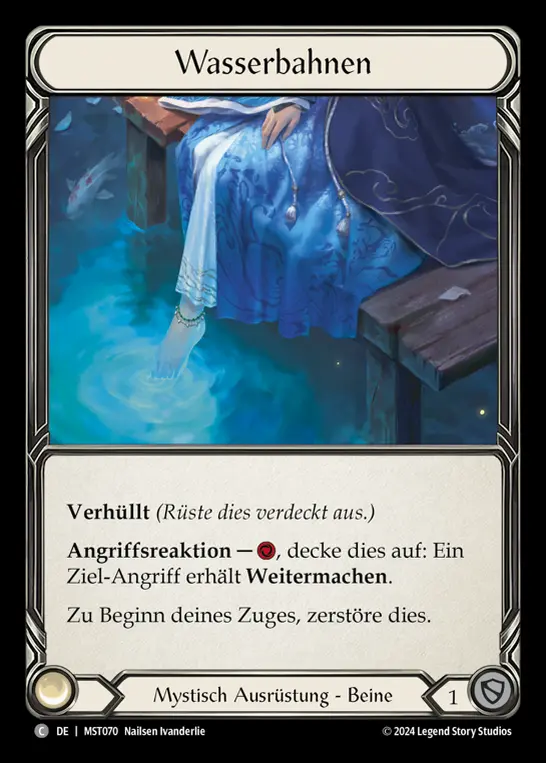 Wasserbahnen
Verhüllt (Rüste dies verdeckt aus.)
Angriffsreaktion — , decke dies auf: Ein
Ziel-Angriff erhält Weitermachen.
Zu Beginn deines Zuges, zerstöre dies.
Mystisch Ausrüstung - Beine
1
C DE | MST070 Nailsen Ivanderlie
© 2024 Legend Story Studios